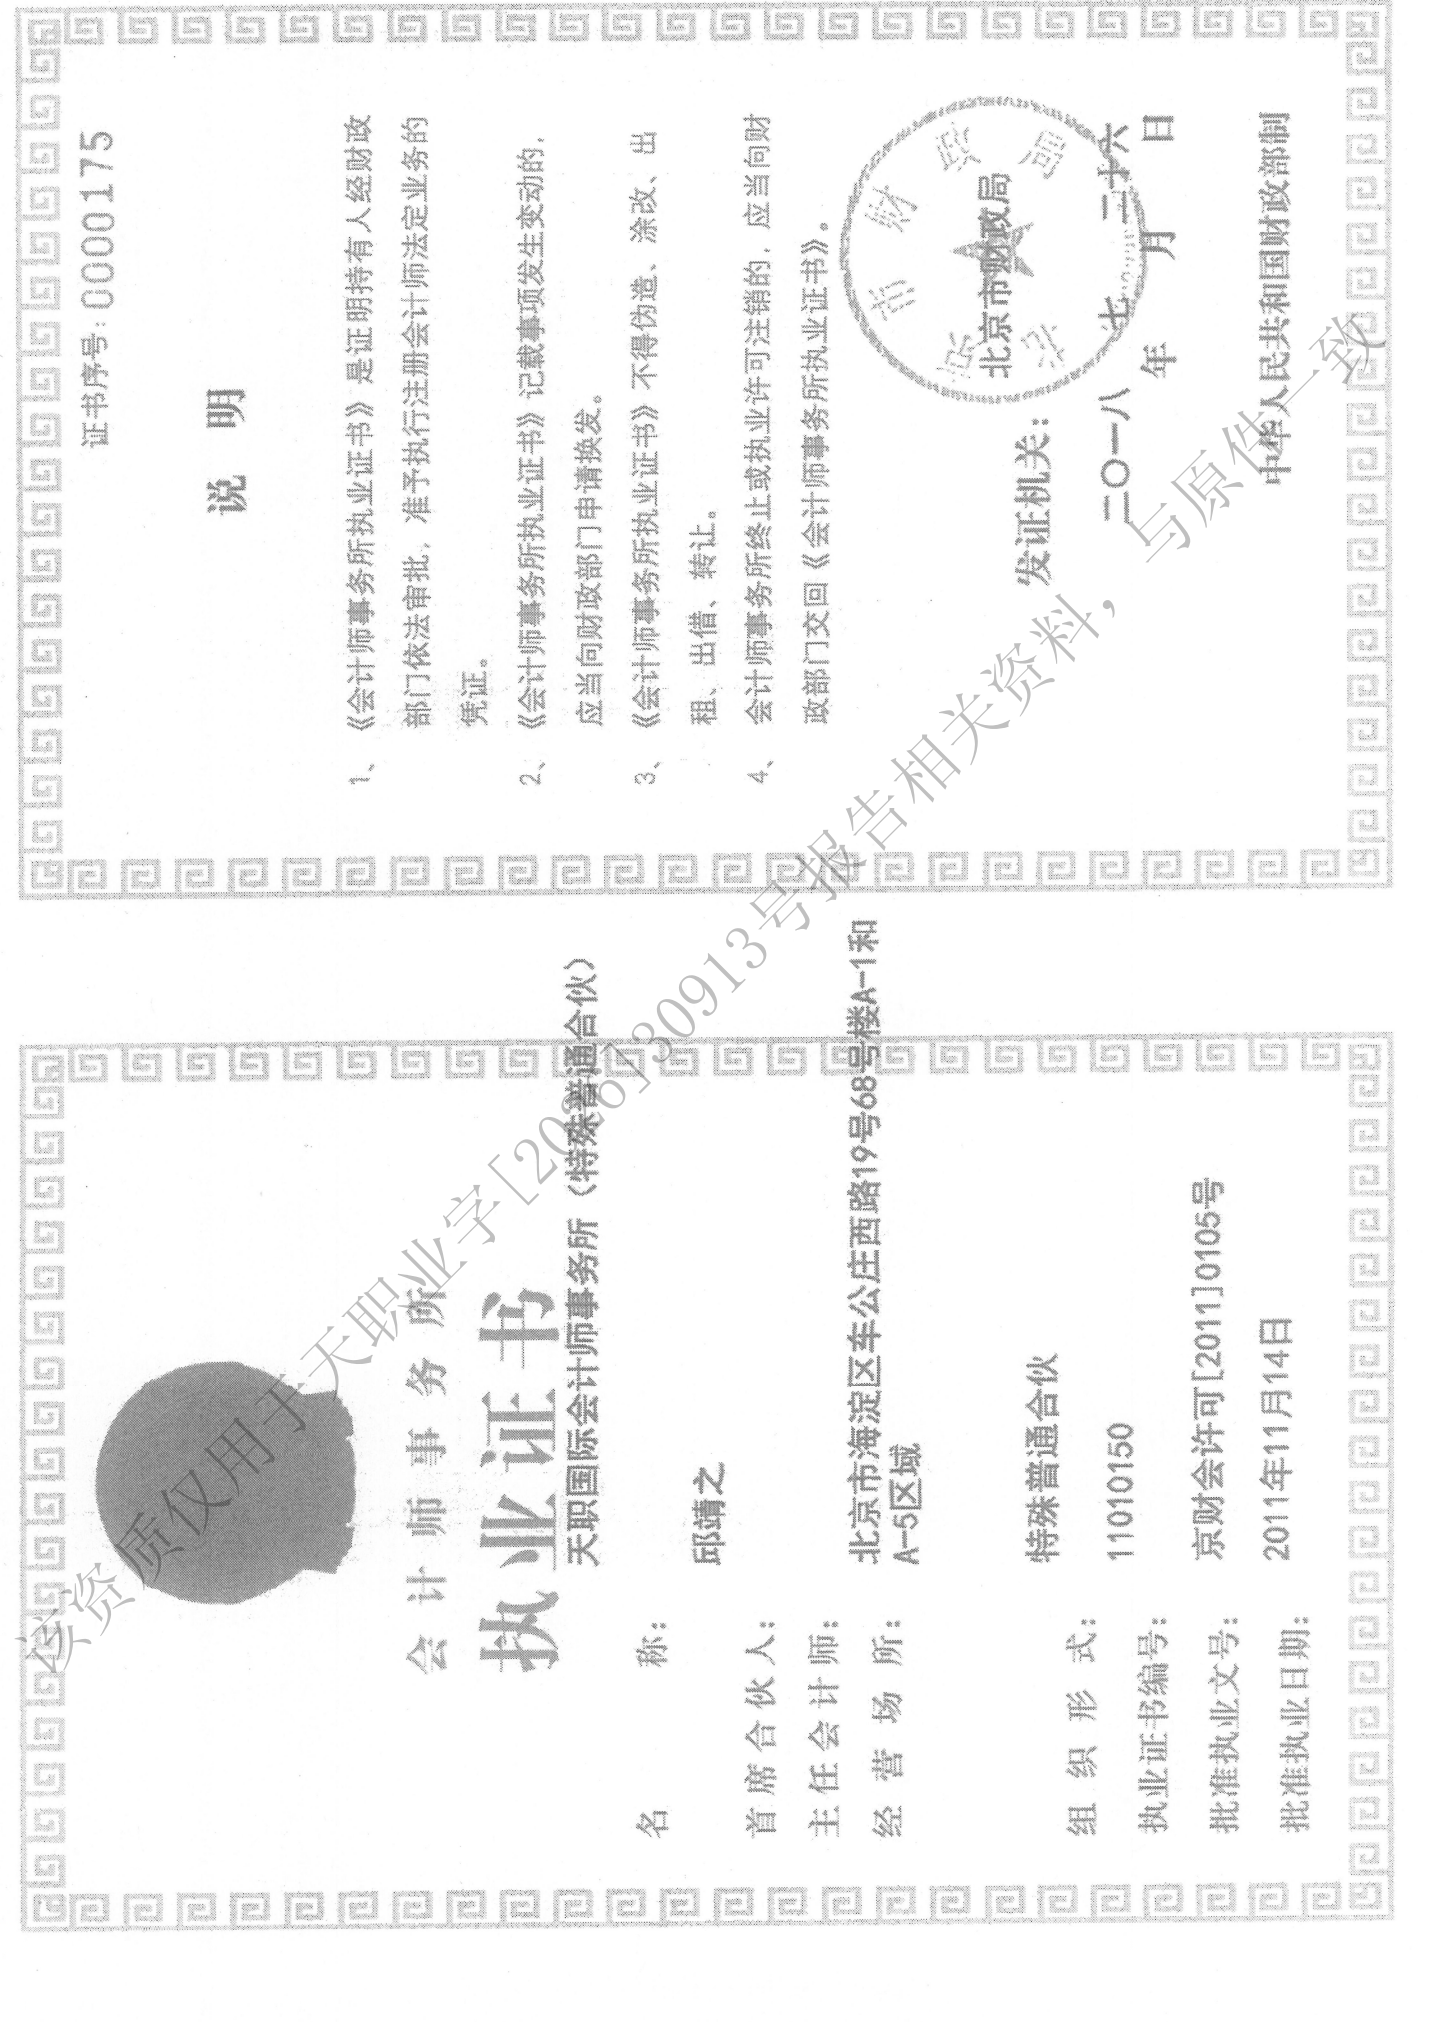 会计师事务所
执业证书
名 称：
天职国际会计师事务所（特殊普通合伙）
首席合伙人：
邱靖之
主任会计师：
经营场所：
北京市海淀区车公庄西路19号68号楼A-1和
A-5区域
组织形式：
特殊普通合伙
执业证书编号：
11010150
批准执业文号：
京财会许可[2011]0105号
批准执业日期：
2011年11月14日
证书序号：0000175
说 明
1、《会计师事务所执业证书》是证明持有人经财政
部门依法审批，准予执行注册会计师法定业务的
凭证。
2、《会计师事务所执业证书》记载事项发生变动的，
应当向财政部门申请换发。
3、《会计师事务所执业证书》不得伪造、涂改、出
租、出借、转让。
4、会计师事务所终止或执业许可注销的，应当向财
政部门交回《会计师事务所执业证书》。
发证机关：
北京市财政局
北京市财政局
二〇一八年七月二十六日
中华人民共和国财政部制
该资质仅用于天职业字[2026]30913号报告相关资料，与原件一致